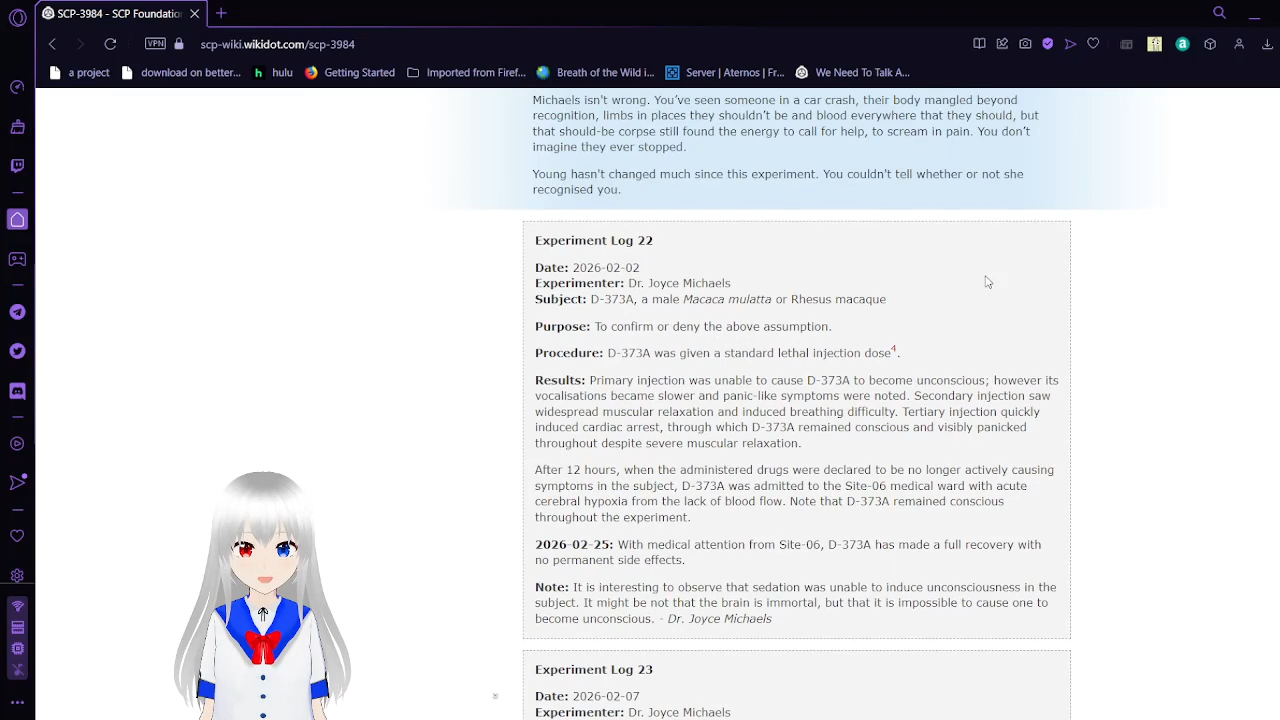 SCP-3984 - SCP Foundation
VPN
scp-wiki.wikidot.com/scp-3984
a project
download on better...
hulu
Getting Started
Imported from Firef...
Breath of the Wild i...
Server | Aternos | Fr...
We Need To Talk A...
Michaels isn't wrong. You've seen someone in a car crash, their body mangled beyond
recognition, limbs in places they shouldn't be and blood everywhere that they should, but
that should-be corpse still found the energy to call for help, to scream in pain. You don't
imagine they ever stopped.
Young hasn't changed much since this experiment. You couldn't tell whether or not she
recognised you.
Experiment Log 22
Date: 2026-02-02
Experimenter: Dr. Joyce Michaels
Subject: D-373A, a male Macaca mulatta or Rhesus macaque
Purpose: To confirm or deny the above assumption.
Procedure: D-373A was given a standard lethal injection dose4.
Results: Primary injection was unable to cause D-373A to become unconscious; however its
vocalisations became slower and panic-like symptoms were noted. Secondary injection saw
widespread muscular relaxation and induced breathing difficulty. Tertiary injection quickly
induced cardiac arrest, through which D-373A remained conscious and visibly panicked
throughout despite severe muscular relaxation.
After 12 hours, when the administered drugs were declared to be no longer actively causing
symptoms in the subject, D-373A was admitted to the Site-06 medical ward with acute
cerebral hypoxia from the lack of blood flow. Note that D-373A remained conscious
throughout the experiment.
2026-02-25: With medical attention from Site-06, D-373A has made a full recovery with
no permanent side effects.
Note: It is interesting to observe that sedation was unable to induce unconsciousness in the
subject. It might be not that the brain is immortal, but that it is impossible to cause one to
become unconscious. - Dr. Joyce Michaels
Experiment Log 23
Date: 2026-02-07
Experimenter: Dr. Joyce Michaels